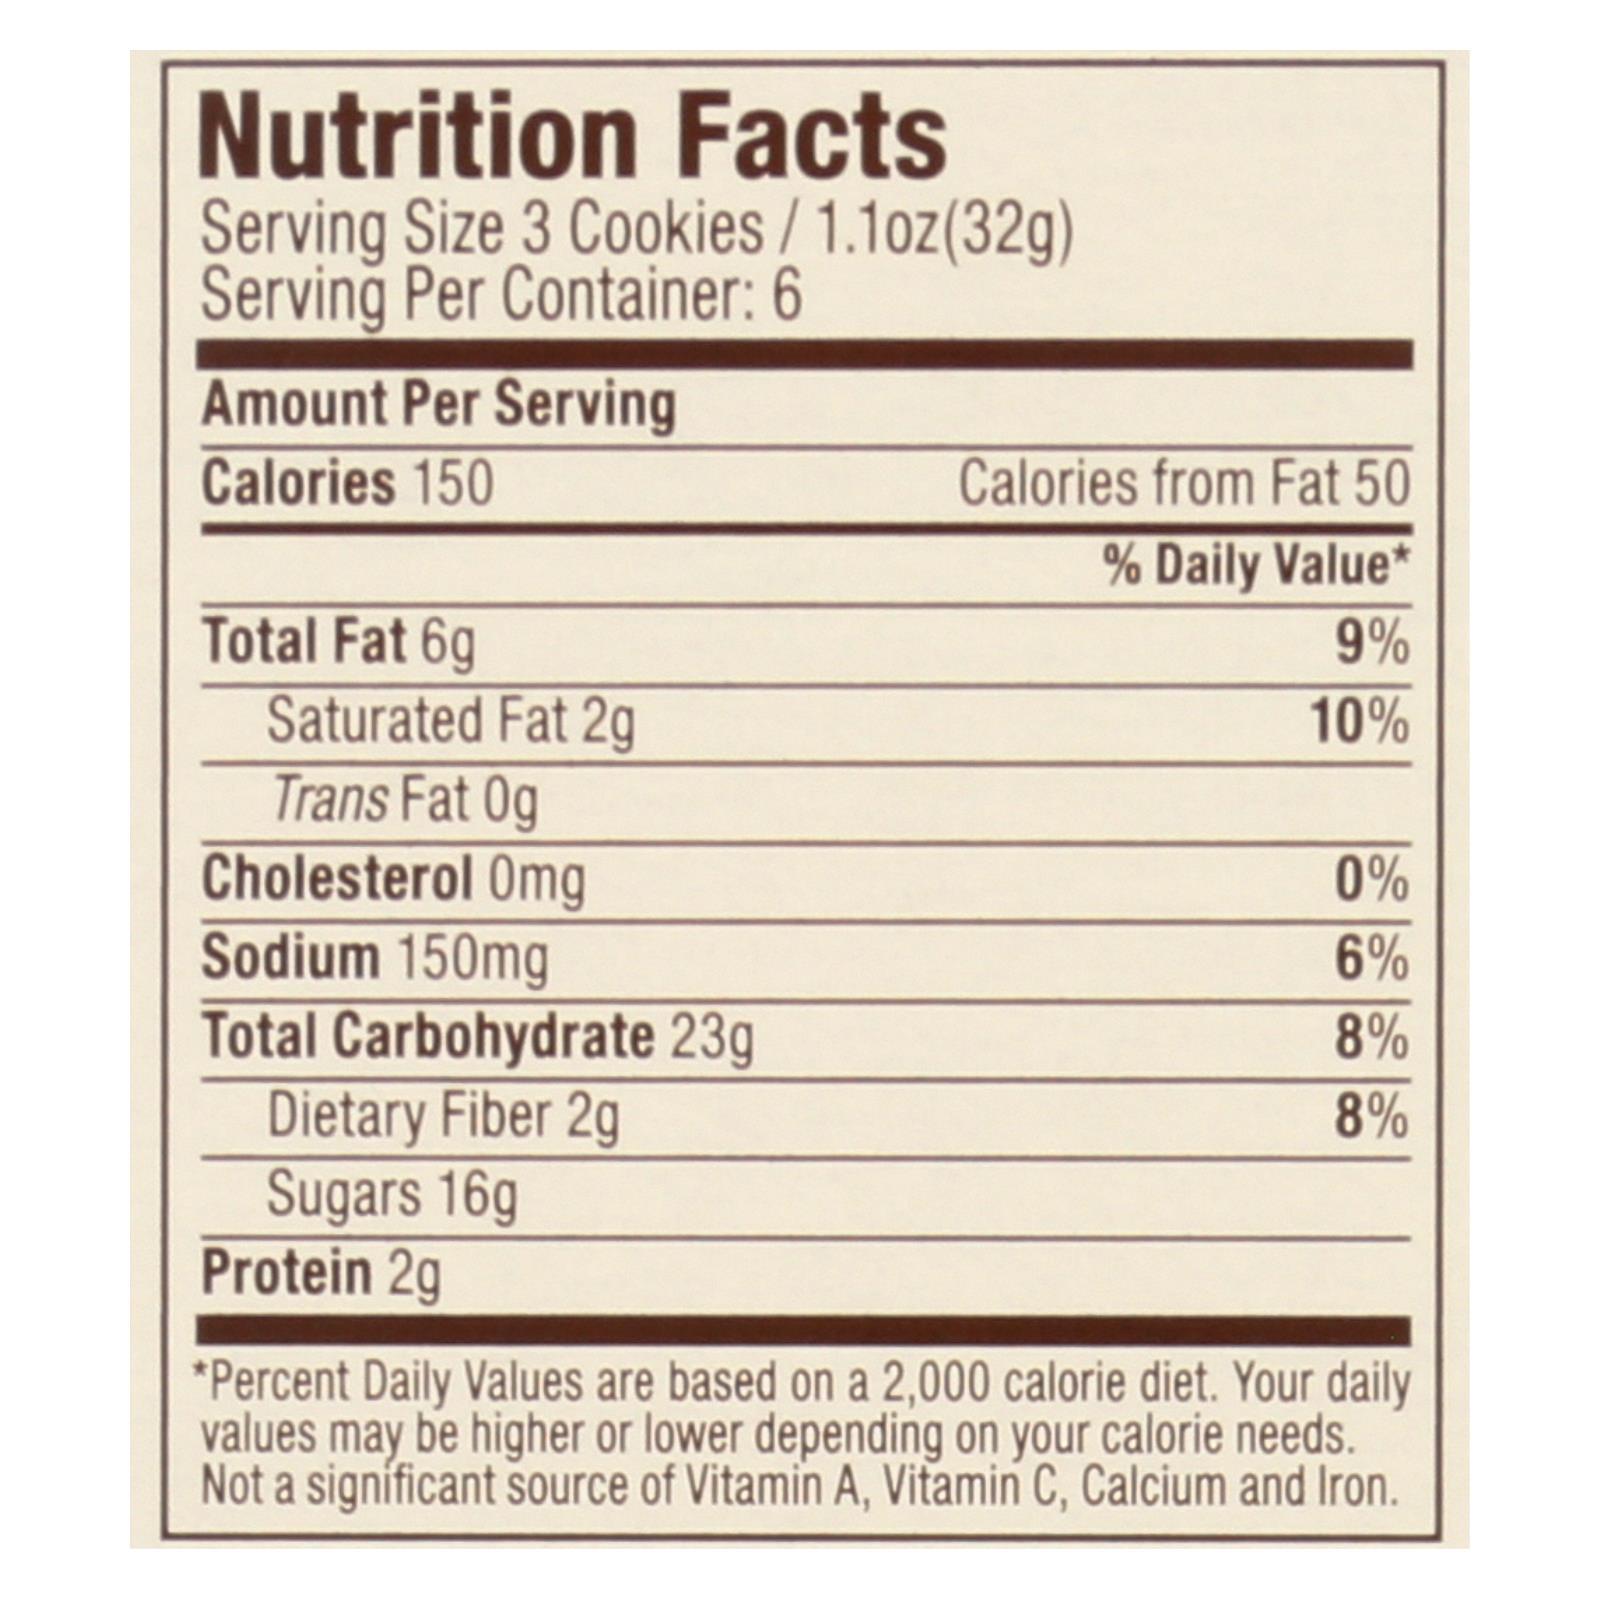 Nutrition Facts
Serving Size 3 Cookies / 1.1oz(32g)
Serving Per Container: 6
Amount Per Serving
Calories 150 Calories from Fat 50
% Daily Value*
Total Fat 6g 9%
Saturated Fat 2g 10%
Trans Fat 0g
Cholesterol 0mg 0%
Sodium 150mg 6%
Total Carbohydrate 23g 8%
Dietary Fiber 2g 8%
Sugars 16g
Protein 2g
*Percent Daily Values are based on a 2,000 calorie diet. Your daily
values may be higher or lower depending on your calorie needs.
Not a significant source of Vitamin A, Vitamin C, Calcium and Iron.